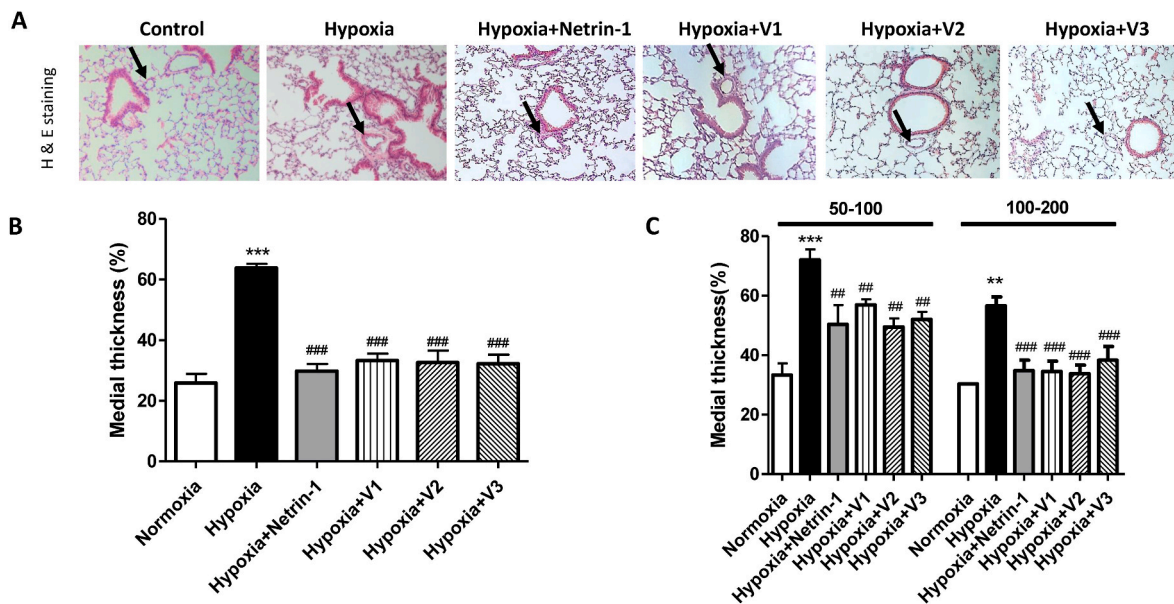 A
Control
Hypoxia
Hypoxia+Netrin-1
Hypoxia+V1
Hypoxia+V2
Hypoxia+V3
H & E staining
B
Medial thickness (%)
80
60
40
20
0
***
###
###
###
###
Normoxia
Hypoxia
Hypoxia+Netrin-1
Hypoxia+V1
Hypoxia+V2
Hypoxia+V3
C
50-100
100-200
Medial thickness(%)
80
60
40
20
0
***
##
##
##
##
**
###
###
###
###
Normoxia
Hypoxia
Hypoxia+Netrin-1
Hypoxia+V1
Hypoxia+V2
Hypoxia+V3
Normoxia
Hypoxia
Hypoxia+Netrin-1
Hypoxia+V1
Hypoxia+V2
Hypoxia+V3